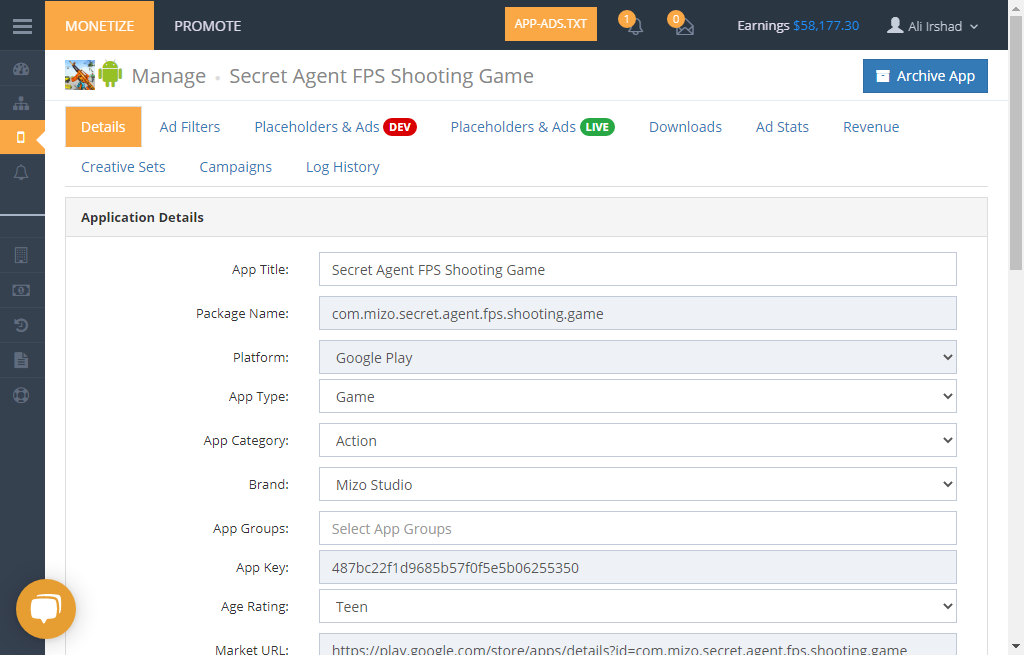 MONETIZE PROMOTE APP-ADS.TXT 1 0 Earnings $58,177.30 Ali Irshad
Manage • Secret Agent FPS Shooting Game Archive App
Details Ad Filters Placeholders & Ads DEV Placeholders & Ads LIVE Downloads Ad Stats Revenue
Creative Sets Campaigns Log History
Application Details
App Title: Secret Agent FPS Shooting Game
Package Name: com.mizo.secret.agent.fps.shooting.game
Platform: Google Play
App Type: Game
App Category: Action
Brand: Mizo Studio
App Groups: Select App Groups
App Key: 487bc22f1d9685b57f0f5e5b06255350
Age Rating: Teen
Market URL: https://play.google.com/store/apps/details?id=com.mizo.secret.agent.fps.shooting.game